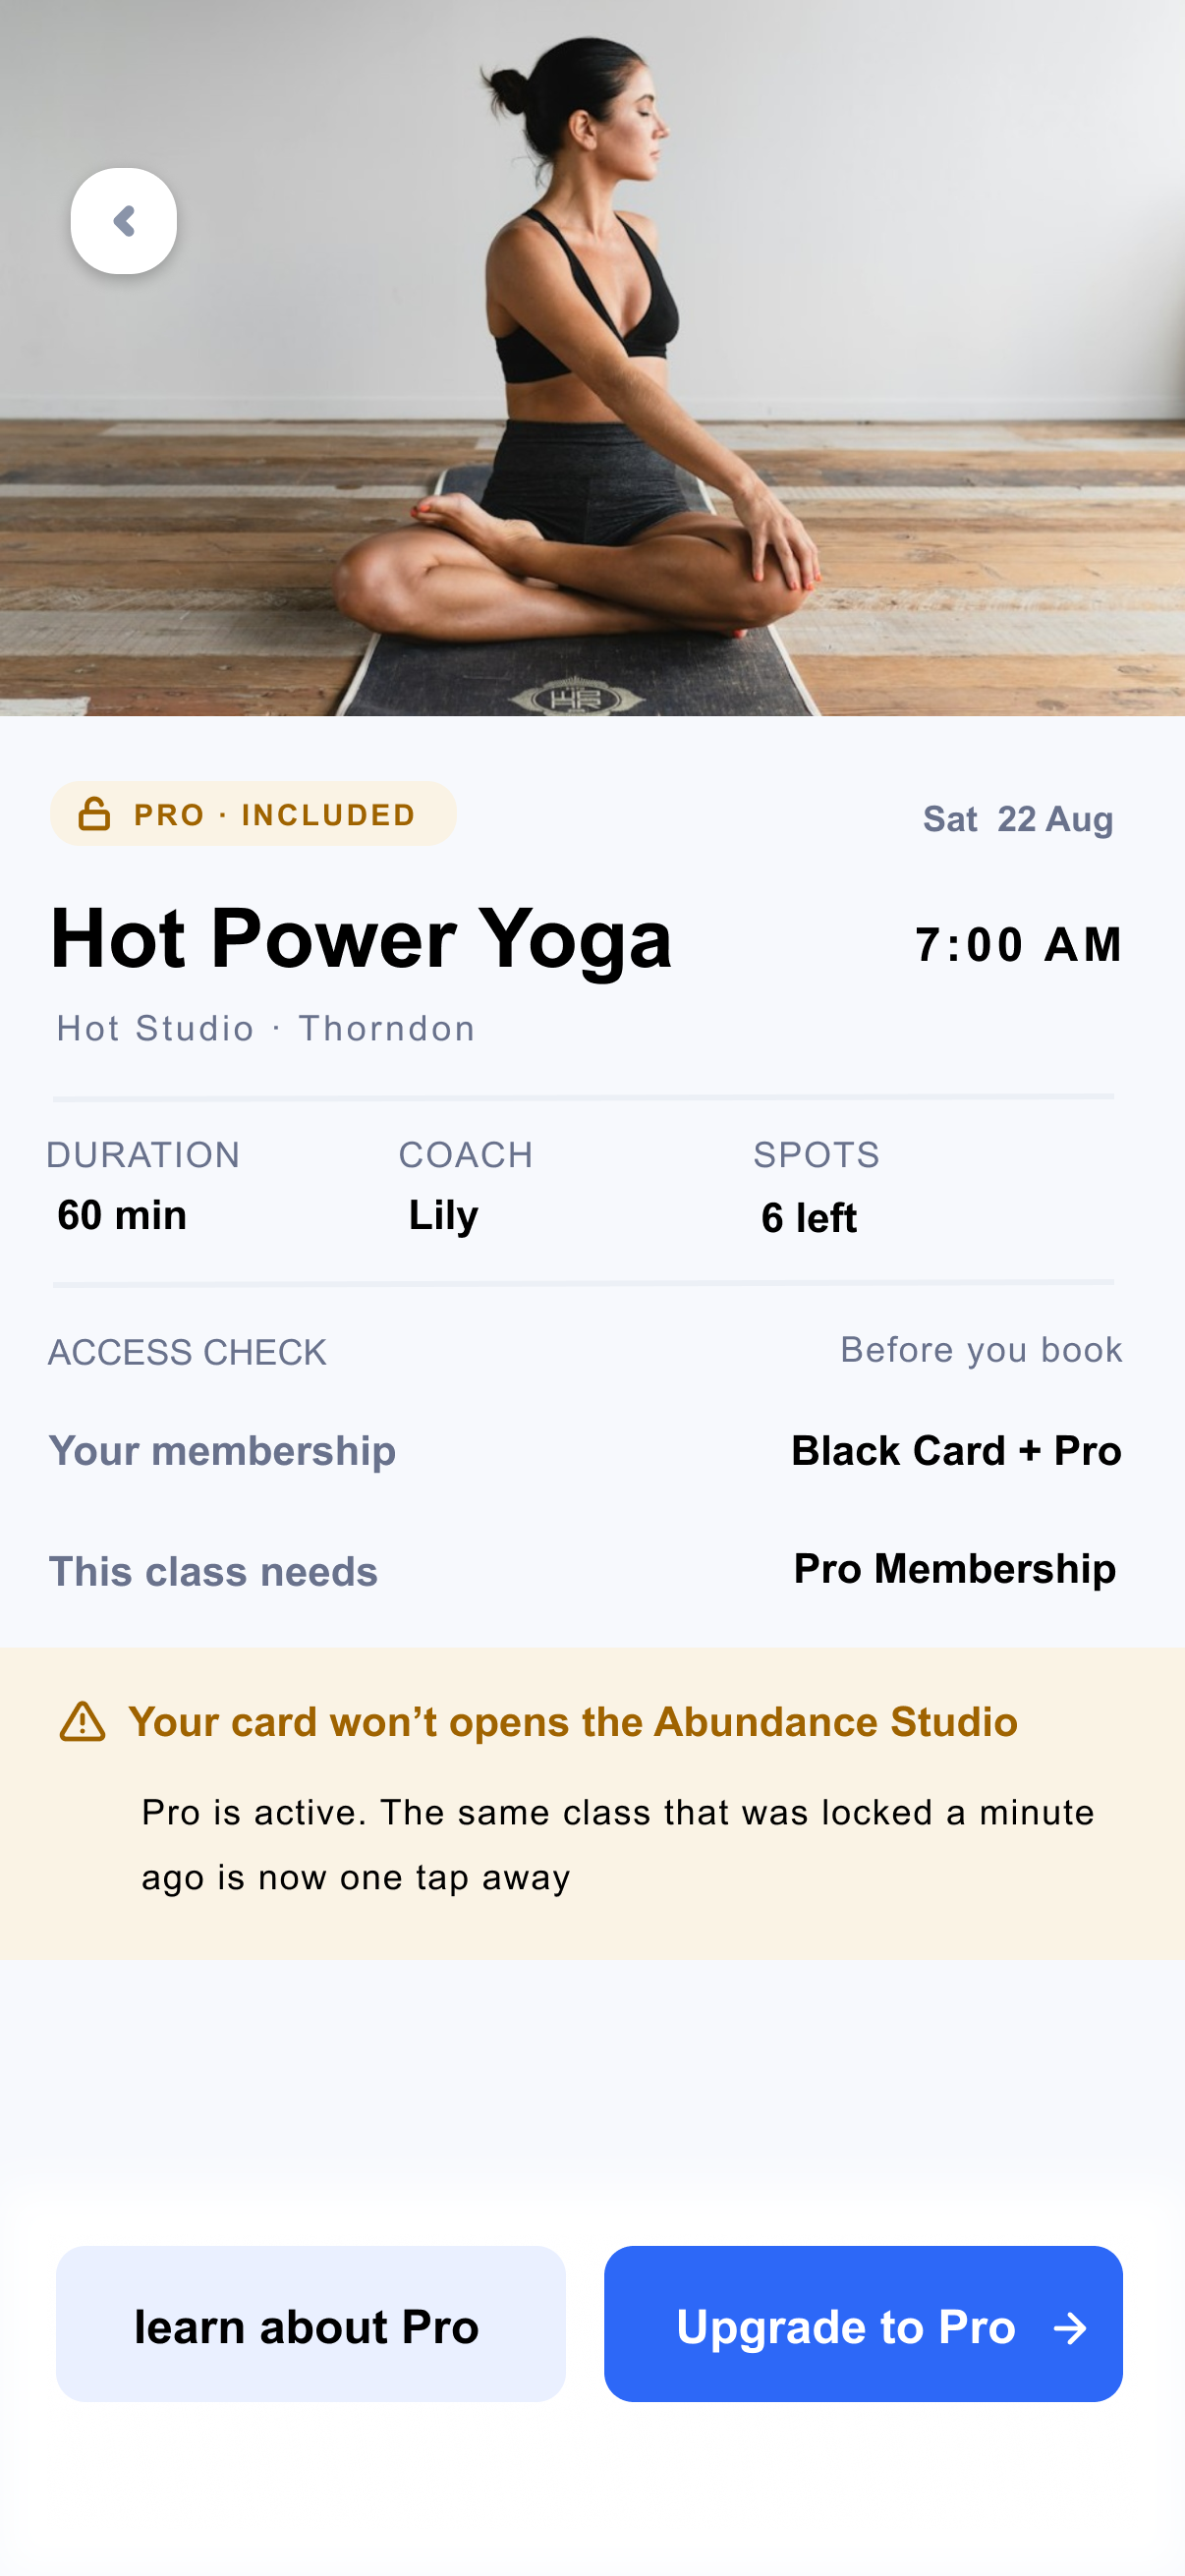 PRO · INCLUDED
Sat 22 Aug
Hot Power Yoga
7:00 AM
Hot Studio · Thorndon
DURATION
COACH
SPOTS
60 min
Lily
6 left
ACCESS CHECK
Before you book
Your membership
Black Card + Pro
This class needs
Pro Membership
Your card won’t opens the Abundance Studio
Pro is active. The same class that was locked a minute
ago is now one tap away
learn about Pro
Upgrade to Pro